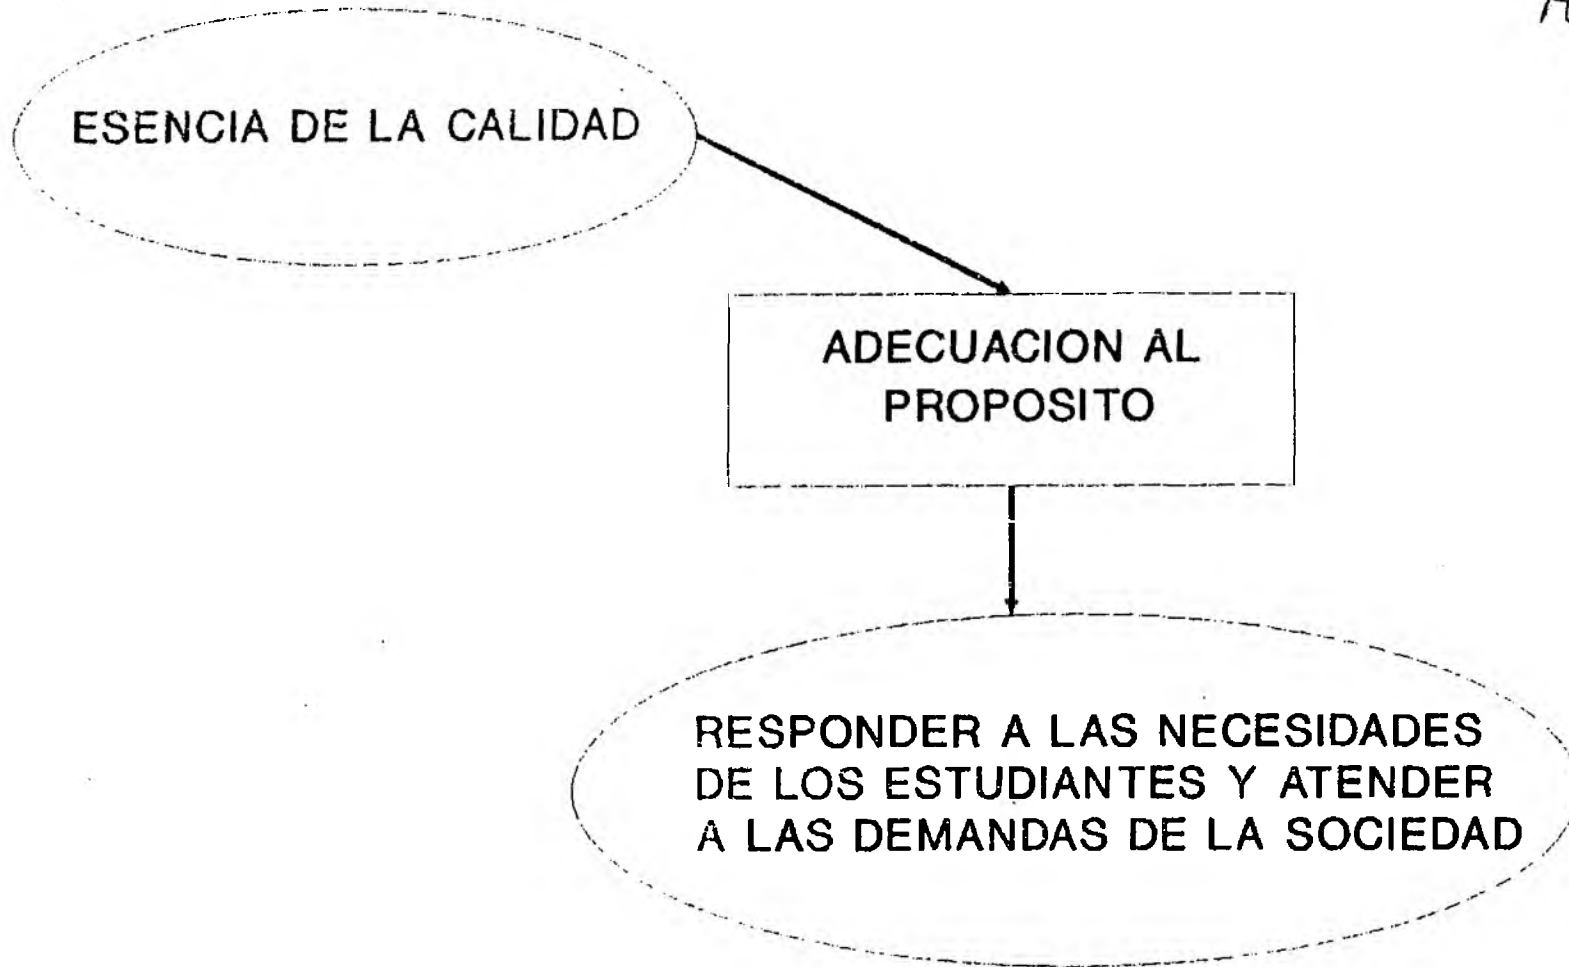 ESENCIA DE LA CALIDAD
ADECUACION AL
PROPOSITO
RESPONDER A LAS NECESIDADES
DE LOS ESTUDIANTES Y ATENDER
A LAS DEMANDAS DE LA SOCIEDAD